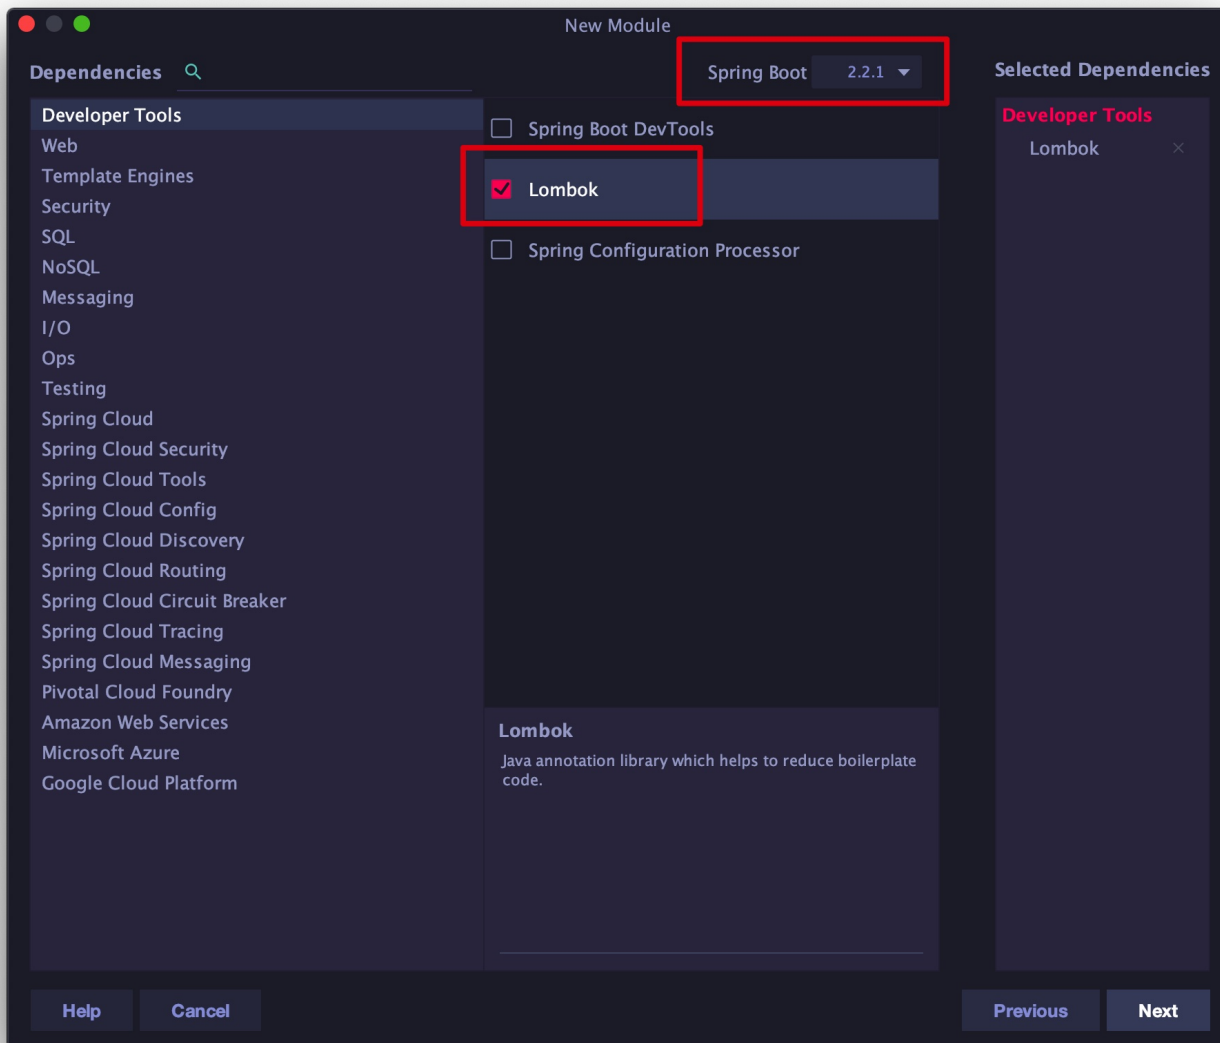 New Module
Dependencies
Spring Boot 2.2.1
Selected Dependencies
Developer Tools
Web
Template Engines
Security
SQL
NoSQL
Messaging
I/O
Ops
Testing
Spring Cloud
Spring Cloud Security
Spring Cloud Tools
Spring Cloud Config
Spring Cloud Discovery
Spring Cloud Routing
Spring Cloud Circuit Breaker
Spring Cloud Tracing
Spring Cloud Messaging
Pivotal Cloud Foundry
Amazon Web Services
Microsoft Azure
Google Cloud Platform
Spring Boot DevTools
Lombok
Spring Configuration Processor
Lombok
Java annotation library which helps to reduce boilerplate
code.
Developer Tools
Lombok
Help
Cancel
Previous
Next